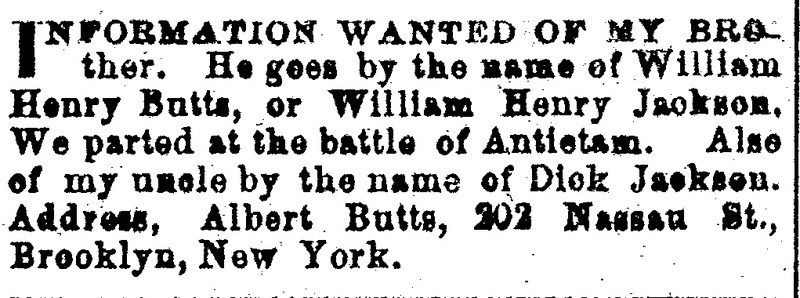 INFORMATION WANTED OF MY BRO-
ther. He goes by the name of William
Henry Butts, or William Henry Jackson.
We parted at the battle of Antietam. Also
of my uncle by the name of Dick Jackson.
Address, Albert Butts, 202 Nassau St.,
Brooklyn, New York.